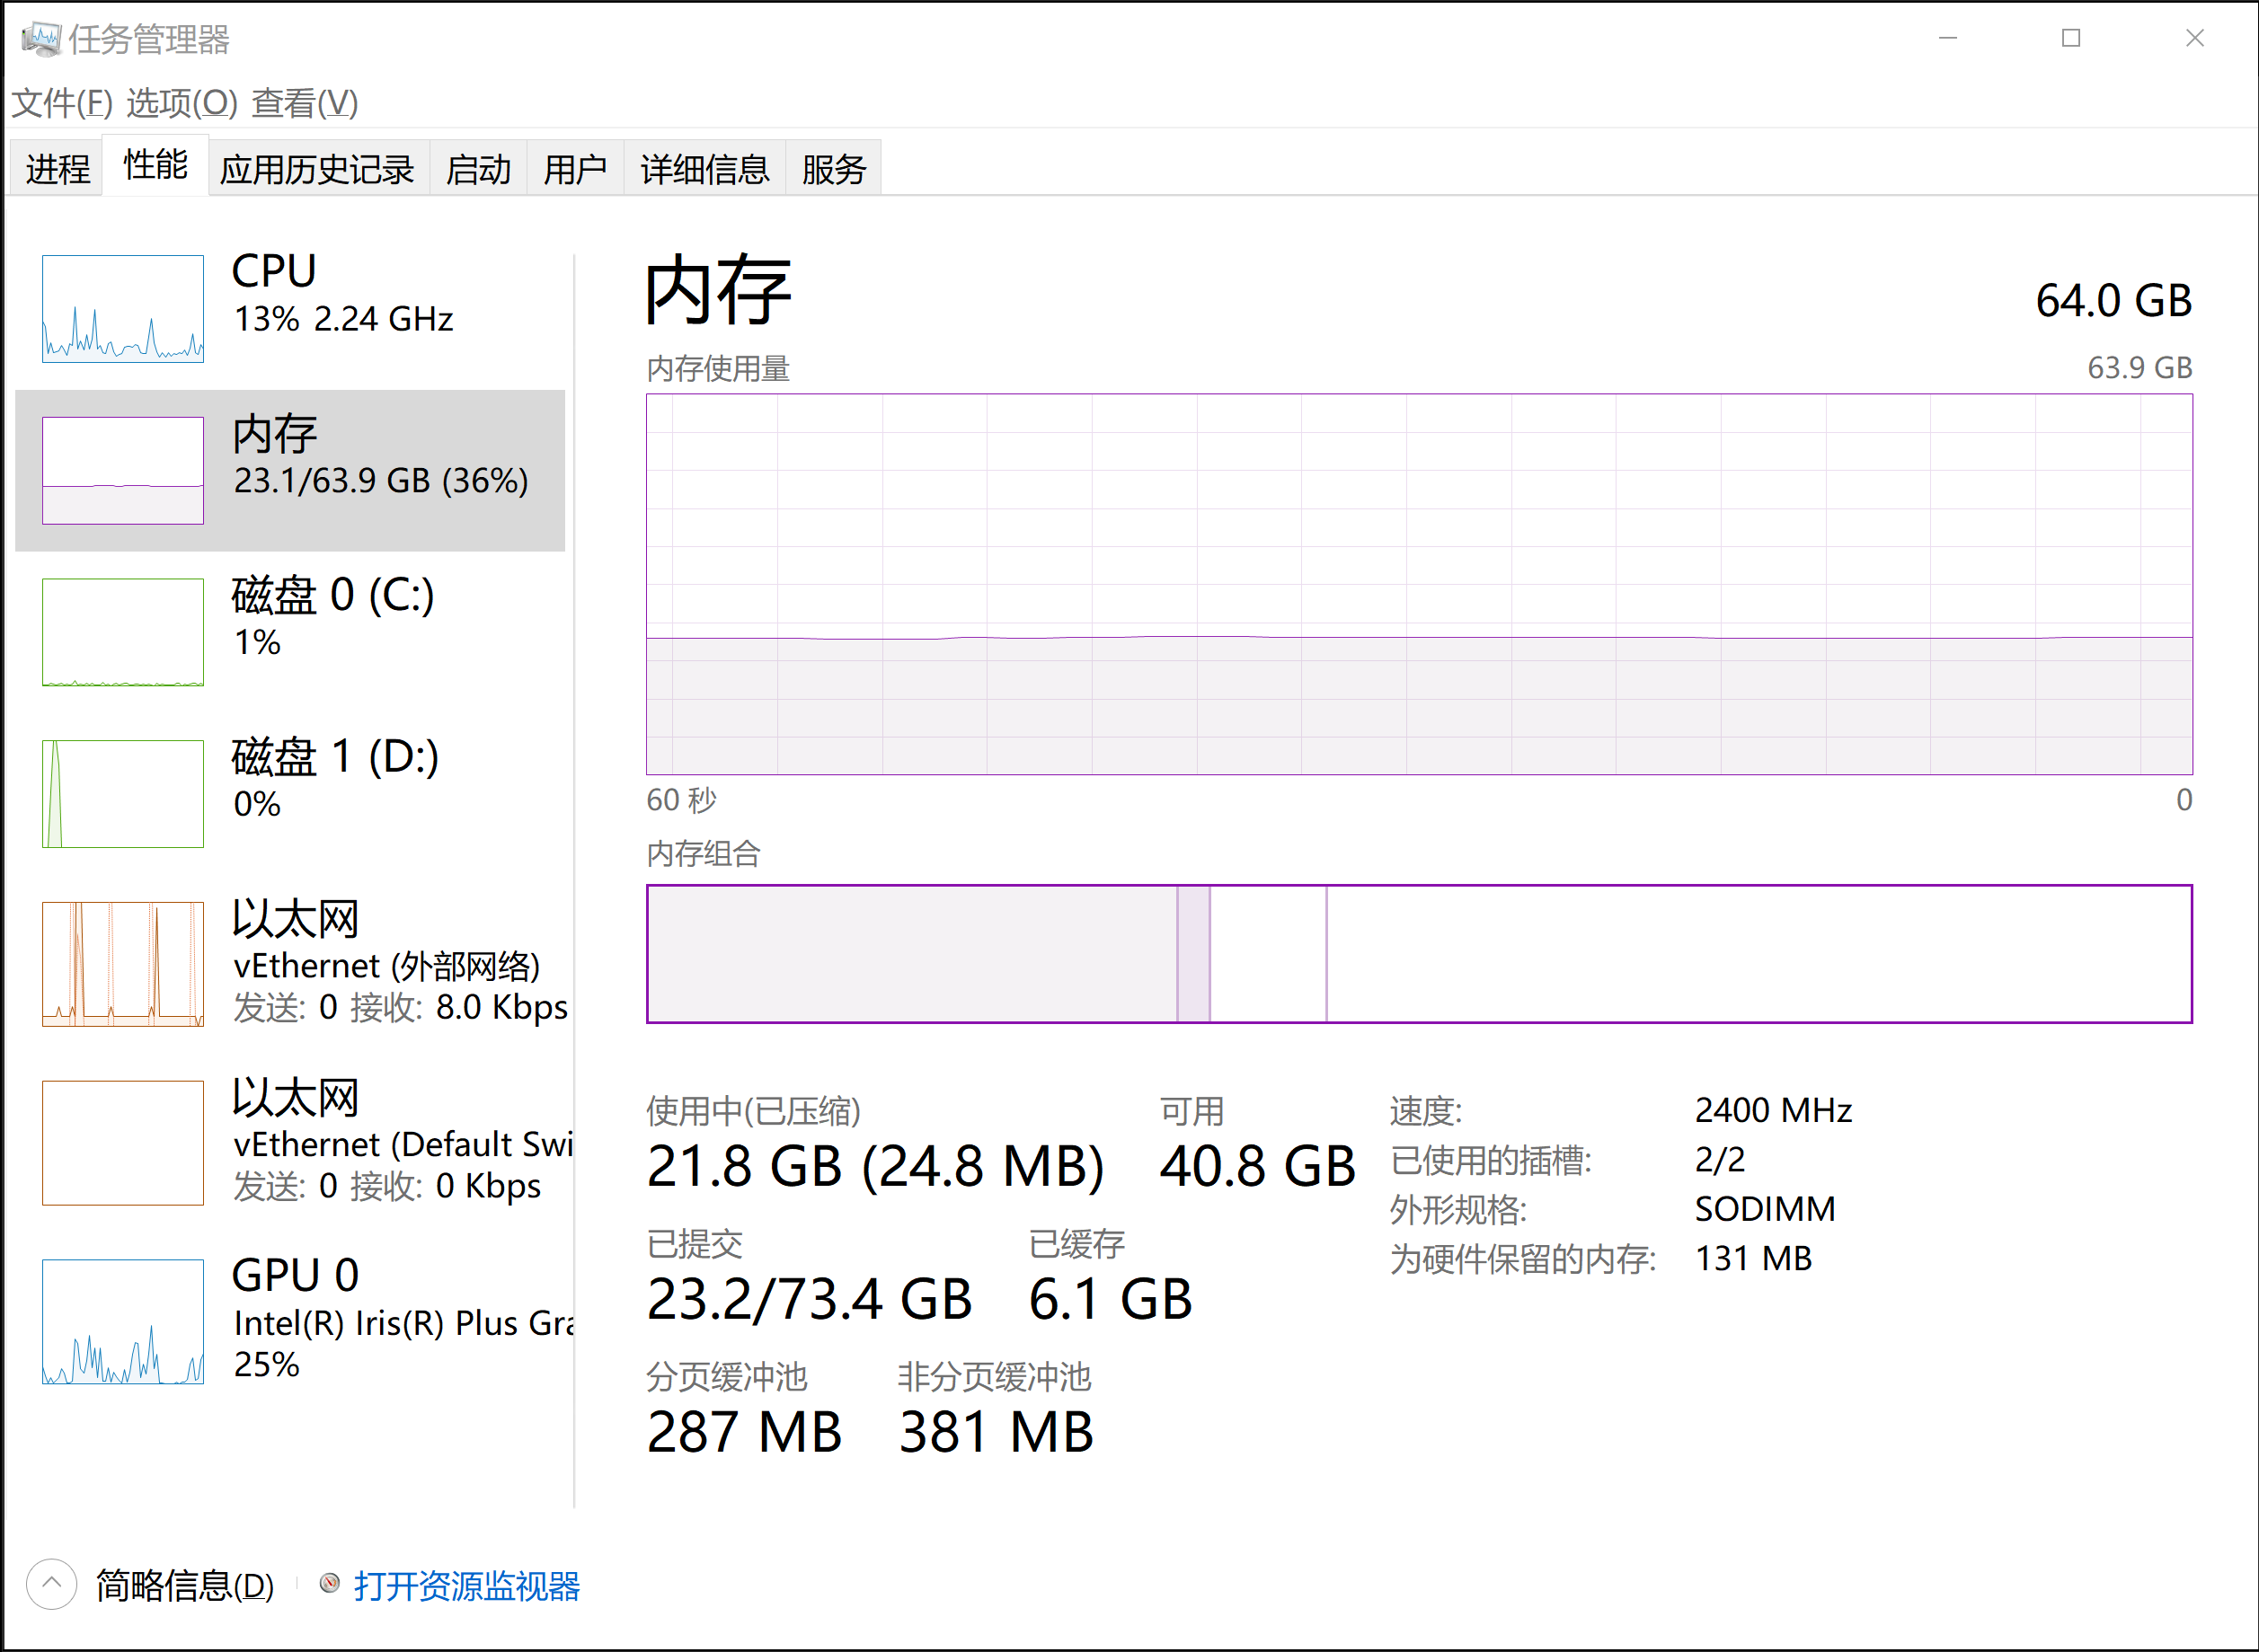 任务管理器
文件(F) 选项(O) 查看(V)
进程 性能 应用历史记录 启动 用户 详细信息 服务
CPU
13% 2.24 GHz
内存
23.1/63.9 GB (36%)
磁盘 0 (C:)
1%
磁盘 1 (D:)
0%
以太网
vEthernet (外部网络)
发送: 0 接收: 8.0 Kbps
以太网
vEthernet (Default Swi
发送: 0 接收: 0 Kbps
GPU 0
Intel(R) Iris(R) Plus Gra
25%
内存 64.0 GB
内存使用量 63.9 GB
60 秒 0
内存组合
使用中(已压缩) 可用
21.8 GB (24.8 MB) 40.8 GB
已提交 已缓存
23.2/73.4 GB 6.1 GB
分页缓冲池 非分页缓冲池
287 MB 381 MB
速度: 2400 MHz
已使用的插槽: 2/2
外形规格: SODIMM
为硬件保留的内存: 131 MB
简略信息(D) 打开资源监视器